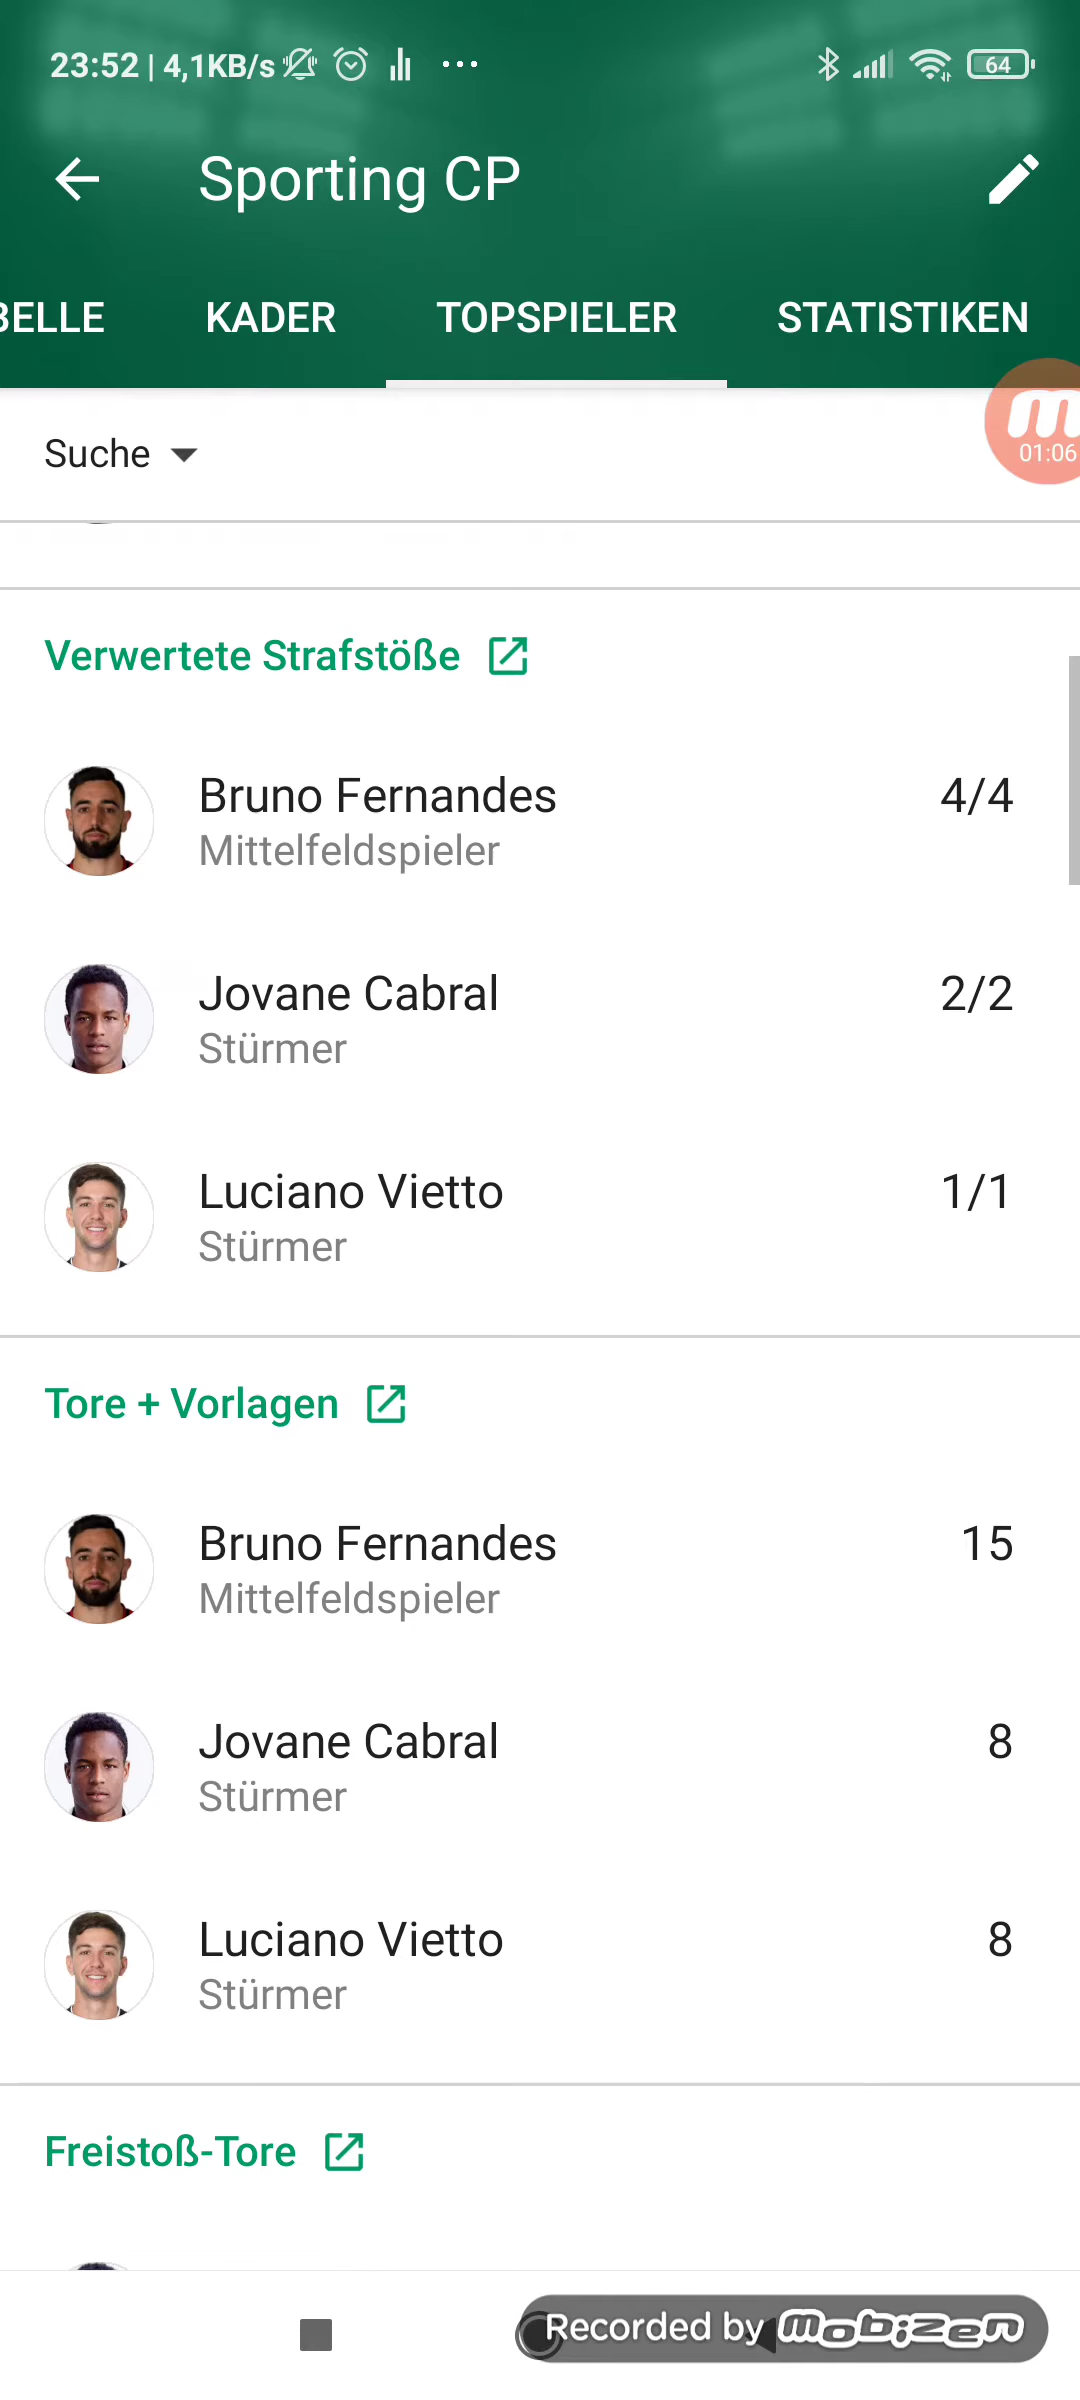 23:52 | 4,1KB/s
64
Sporting CP
BELLE KADER TOPSPIELER STATISTIKEN
Suche
m
01:06
Verwertete Strafstöße
Bruno Fernandes 4/4
Mittelfeldspieler
Jovane Cabral 2/2
Stürmer
Luciano Vietto 1/1
Stürmer
Tore + Vorlagen
Bruno Fernandes 15
Mittelfeldspieler
Jovane Cabral 8
Stürmer
Luciano Vietto 8
Stürmer
Freistoß-Tore
Recorded by mobizen